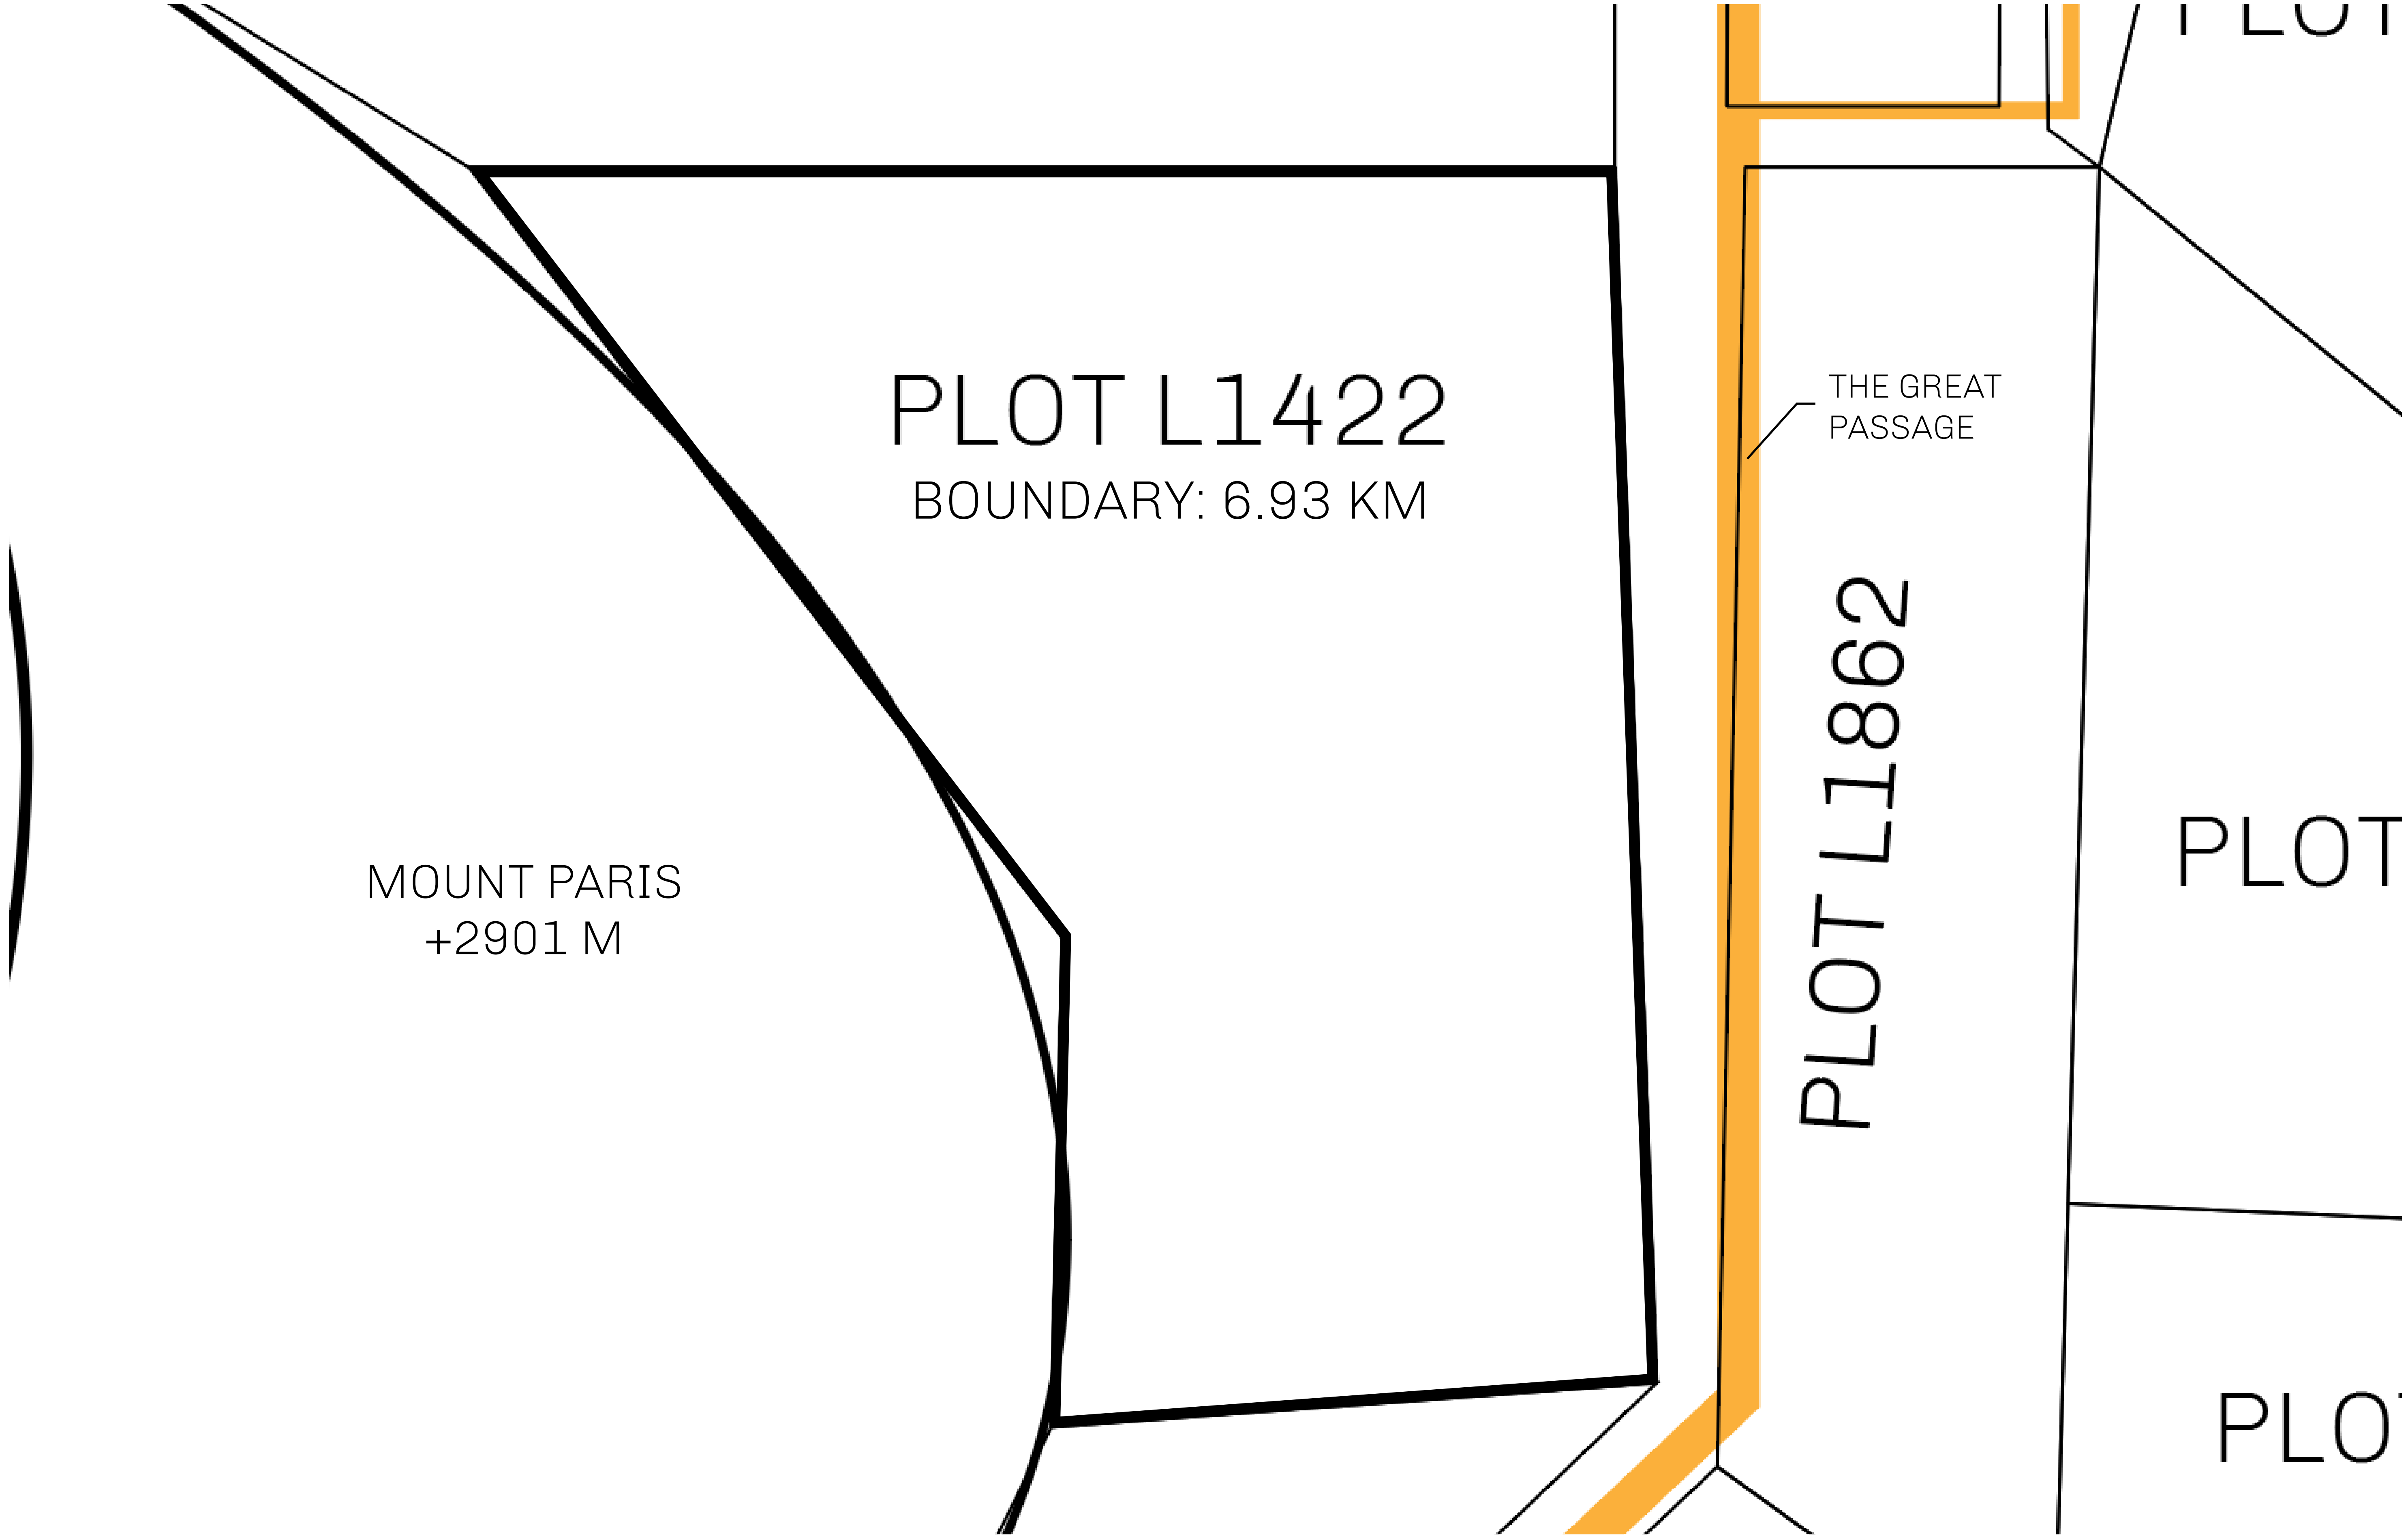 PLOT L1422
BOUNDARY: 6.93 KM
THE GREAT
PASSAGE
PLOT L1862
MOUNT PARIS
+2901 M
PLOT